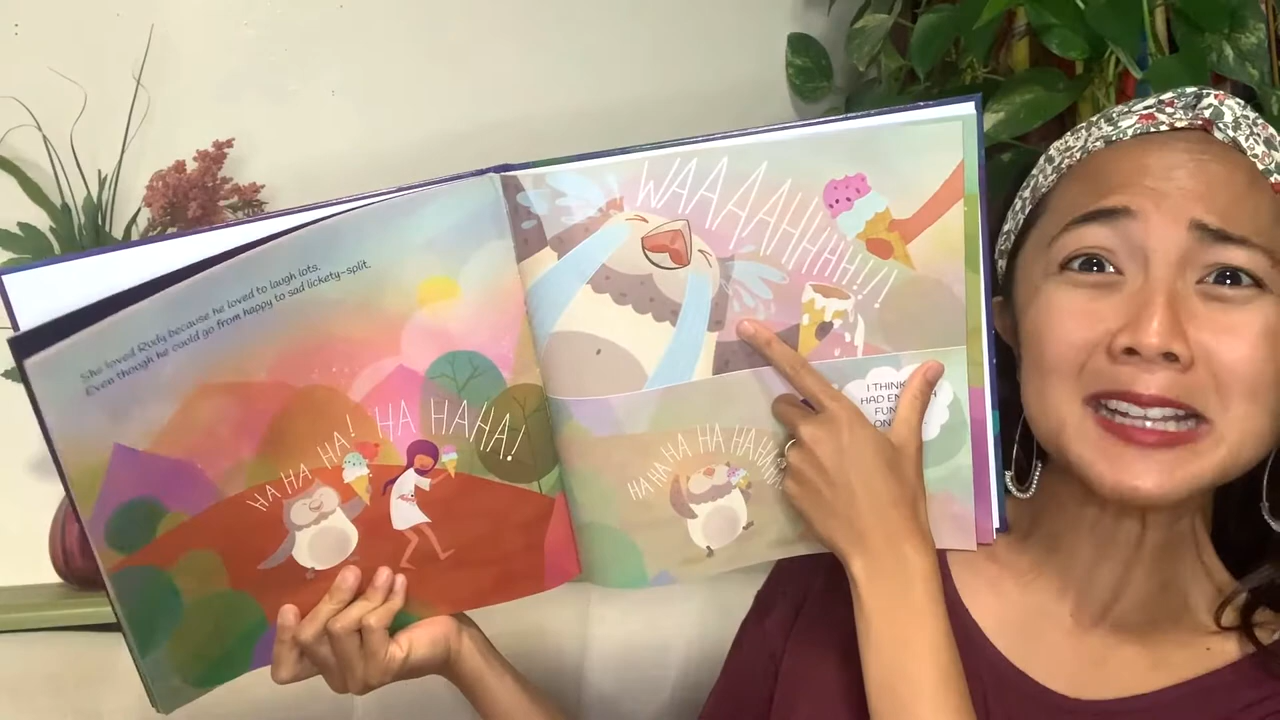 She loved Rudy because he loved to laugh lots.
Even though he could go from happy to sad lickety-split.
HA HA HA! HA HAHA!
WAAAAHHHH!!!
HA HA HA HA HAHAHA
I THINK
HAD
FUN